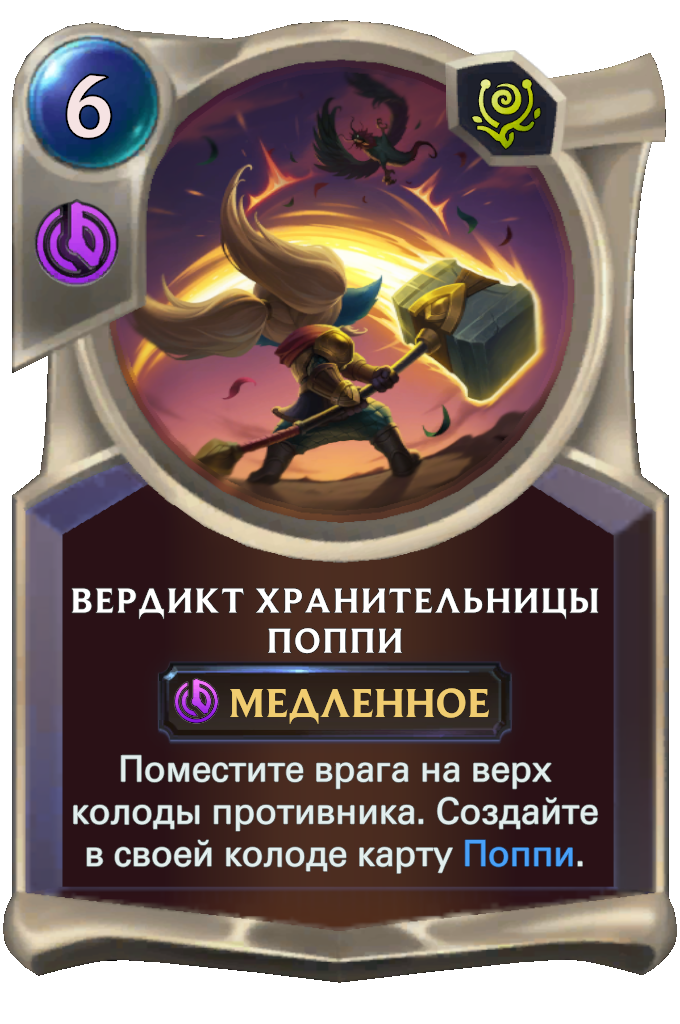 6
ВЕРДИКТ ХРАНИТЕЛЬНИЦЫ
ПОППИ
МЕДЛЕННОЕ
Поместите врага на верх
колоды противника. Создайте
в своей колоде карту Поппи.